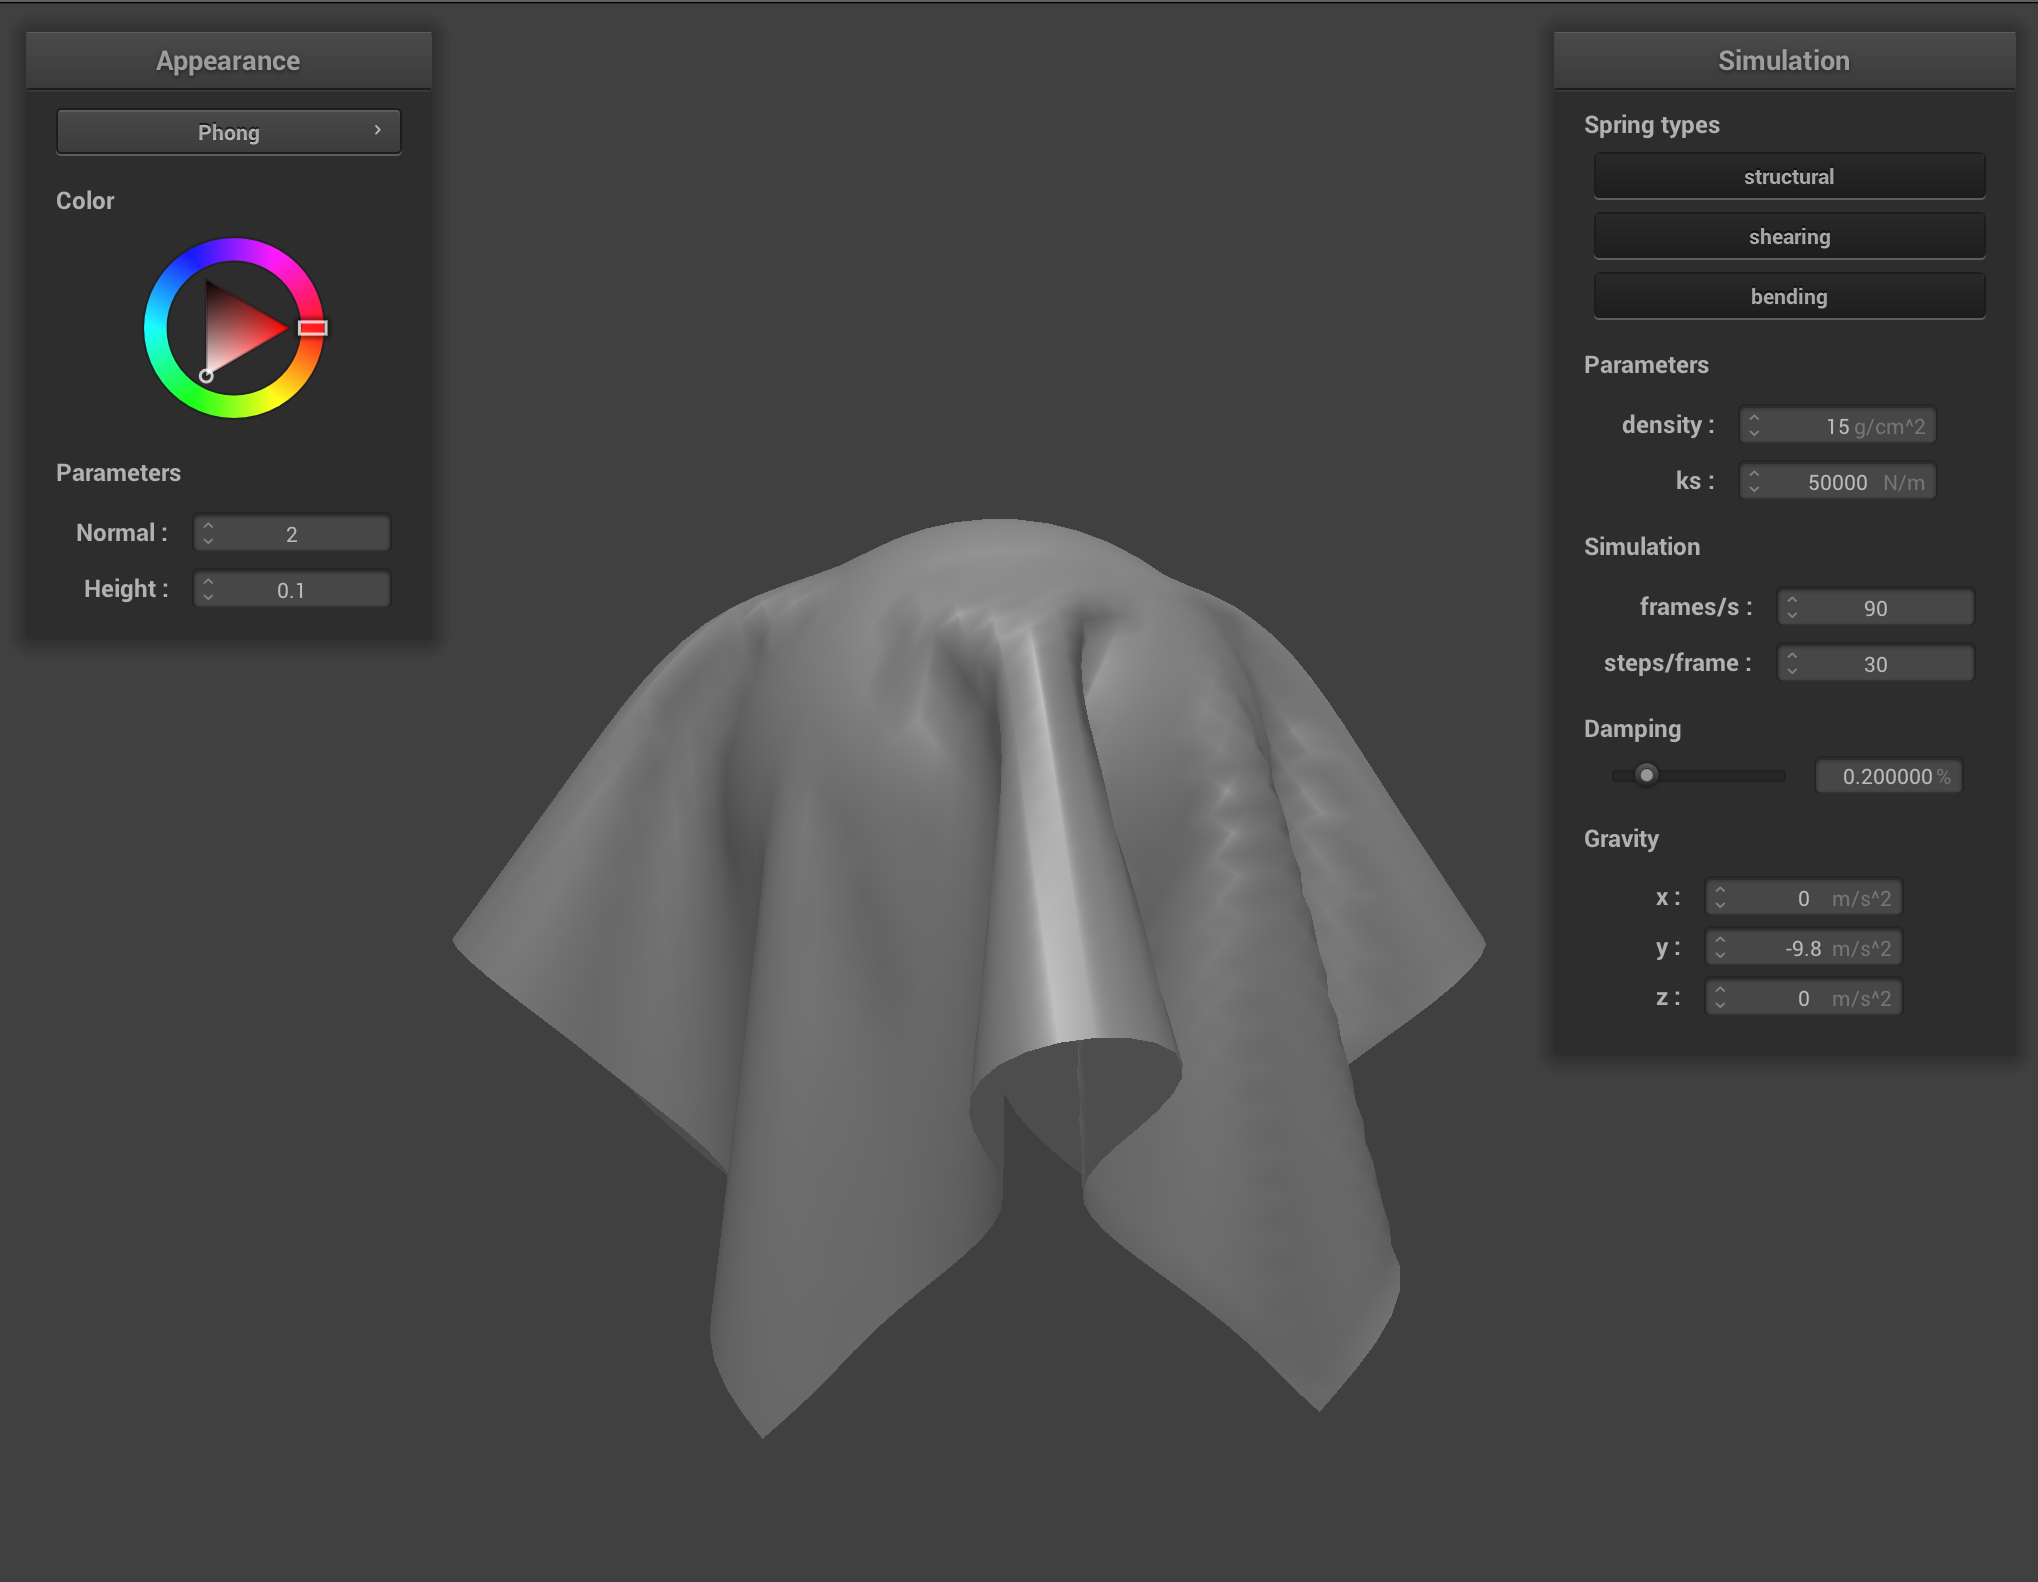 Appearance
Phong
Color
Parameters
Normal : 2
Height : 0.1
Simulation
Spring types
structural
shearing
bending
Parameters
density : 15 g/cm^2
ks : 50000 N/m
Simulation
frames/s : 90
steps/frame : 30
Damping
0.200000 %
Gravity
x : 0 m/s^2
y : -9.8 m/s^2
z : 0 m/s^2